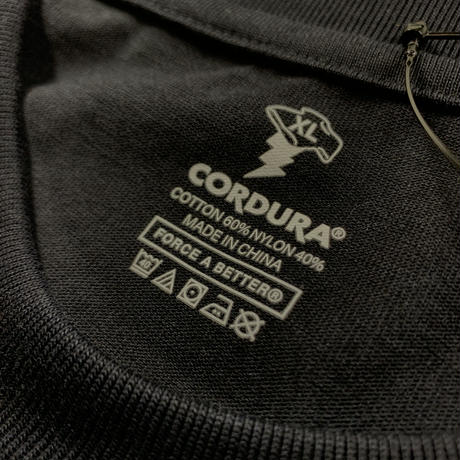 XL
CORDURA®
COTTON 60% NYLON 40%
MADE IN CHINA
FORCE A BETTER®